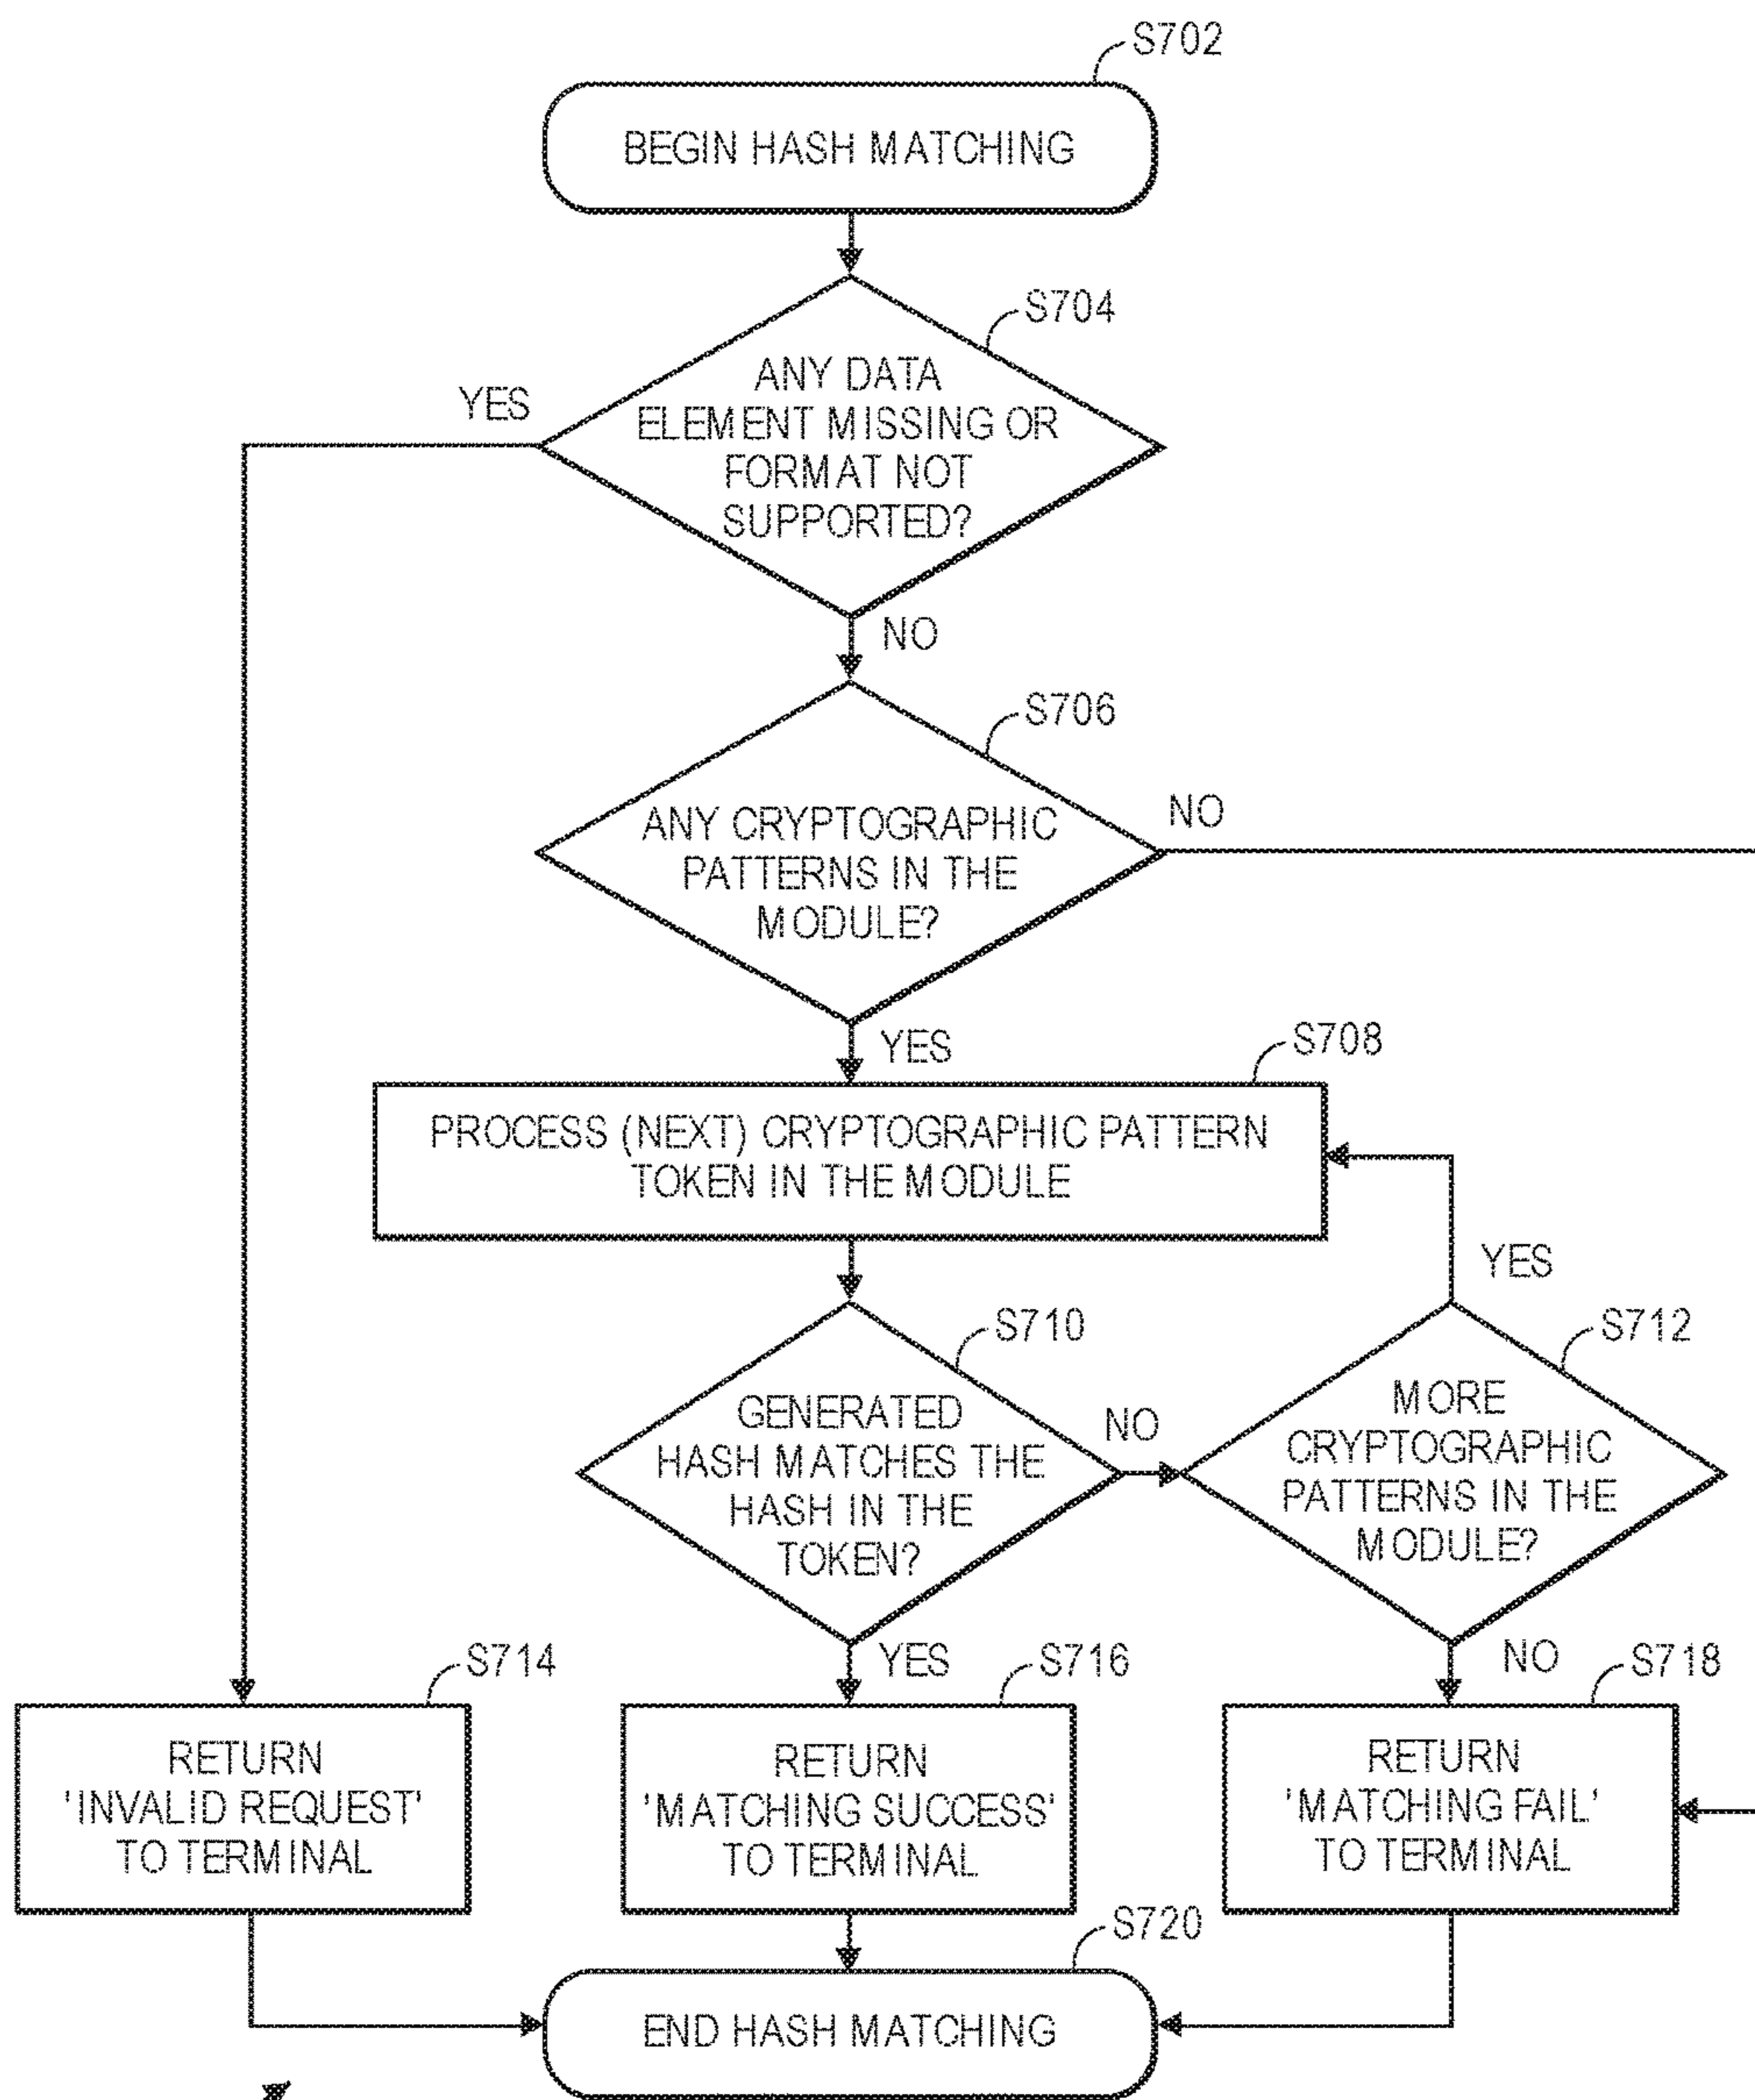 S702
BEGIN HASH MATCHING
S704
ANY DATA
ELEMENT MISSING OR
FORMAT NOT
SUPPORTED?
YES
NO
S706
ANY CRYPTOGRAPHIC
PATTERNS IN THE
MODULE?
NO
YES
S708
PROCESS (NEXT) CRYPTOGRAPHIC PATTERN
TOKEN IN THE MODULE
YES
S710
GENERATED
HASH MATCHES THE
HASH IN THE
TOKEN?
NO
S712
MORE
CRYPTOGRAPHIC
PATTERNS IN THE
MODULE?
YES
NO
S714
RETURN
'INVALID REQUEST'
TO TERMINAL
S716
RETURN
'MATCHING SUCCESS'
TO TERMINAL
S718
RETURN
'MATCHING FAIL'
TO TERMINAL
S720
END HASH MATCHING